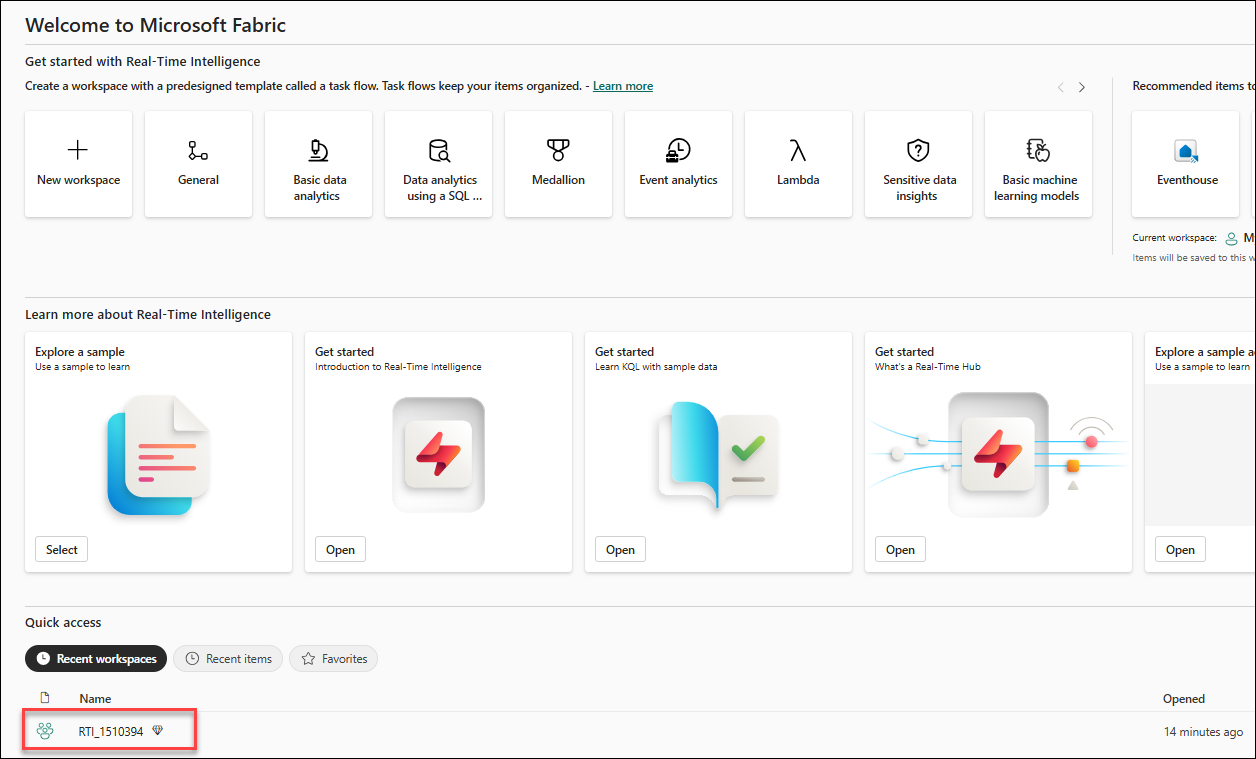 Welcome to Microsoft Fabric
Get started with Real-Time Intelligence
Create a workspace with a predesigned template called a task flow. Task flows keep your items organized. - Learn more
Recommended items to
New workspace
General
Basic data
analytics
Data analytics
using a SQL ...
Medallion
Event analytics
Lambda
Sensitive data
insights
Basic machine
learning models
Eventhouse
Current workspace:
Items will be saved to this w
Learn more about Real-Time Intelligence
Explore a sample
Use a sample to learn
Select
Get started
Introduction to Real-Time Intelligence
Open
Get started
Learn KQL with sample data
Open
Get started
What's a Real-Time Hub
Open
Explore a sample a
Use a sample to learn
Open
Quick access
Recent workspaces
Recent items
Favorites
Name
Opened
RTI_1510394
14 minutes ago